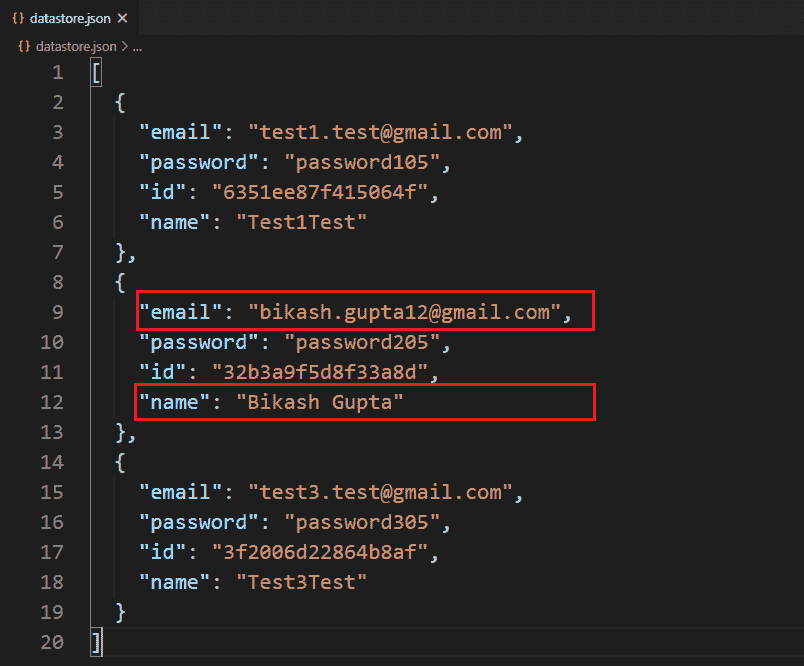 {} datastore.json ×
{} datastore.json > ...
1 [
2 {
3 "email": "test1.test@gmail.com",
4 "password": "password105",
5 "id": "6351ee87f415064f",
6 "name": "Test1Test"
7 },
8 {
9 "email": "bikash.gupta12@gmail.com",
10 "password": "password205",
11 "id": "32b3a9f5d8f33a8d",
12 "name": "Bikash Gupta"
13 },
14 {
15 "email": "test3.test@gmail.com",
16 "password": "password305",
17 "id": "3f2006d22864b8af",
18 "name": "Test3Test"
19 }
20 ]